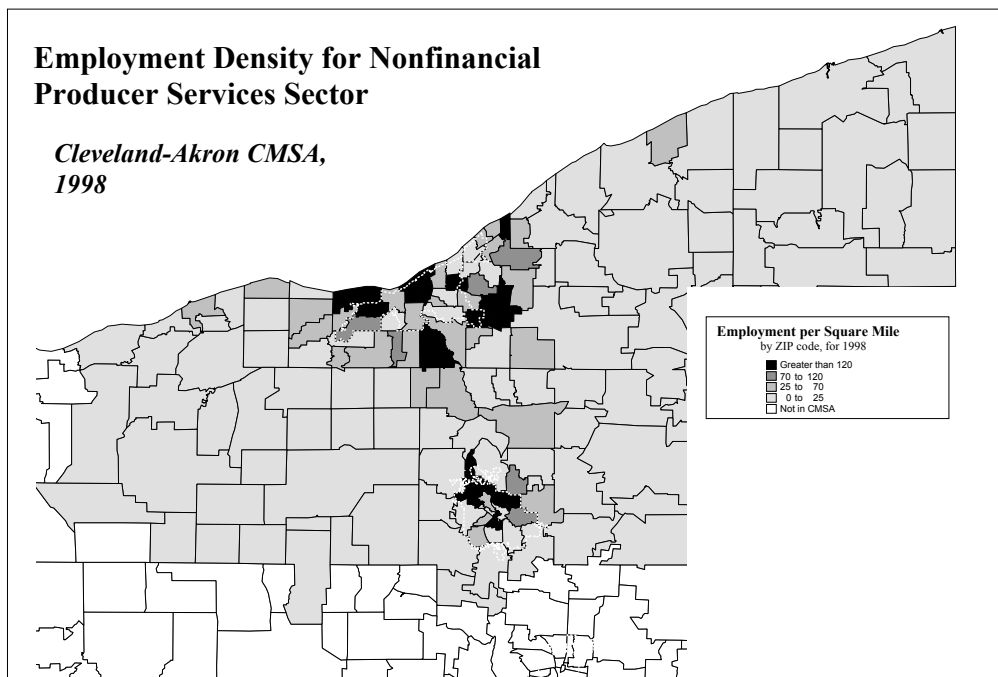 Employment Density for Nonfinancial
Producer Services Sector
Cleveland-Akron CMSA,
1998
Employment per Square Mile
by ZIP code, for 1998
Greater than 120
70 to 120
25 to 70
0 to 25
Not in CMSA